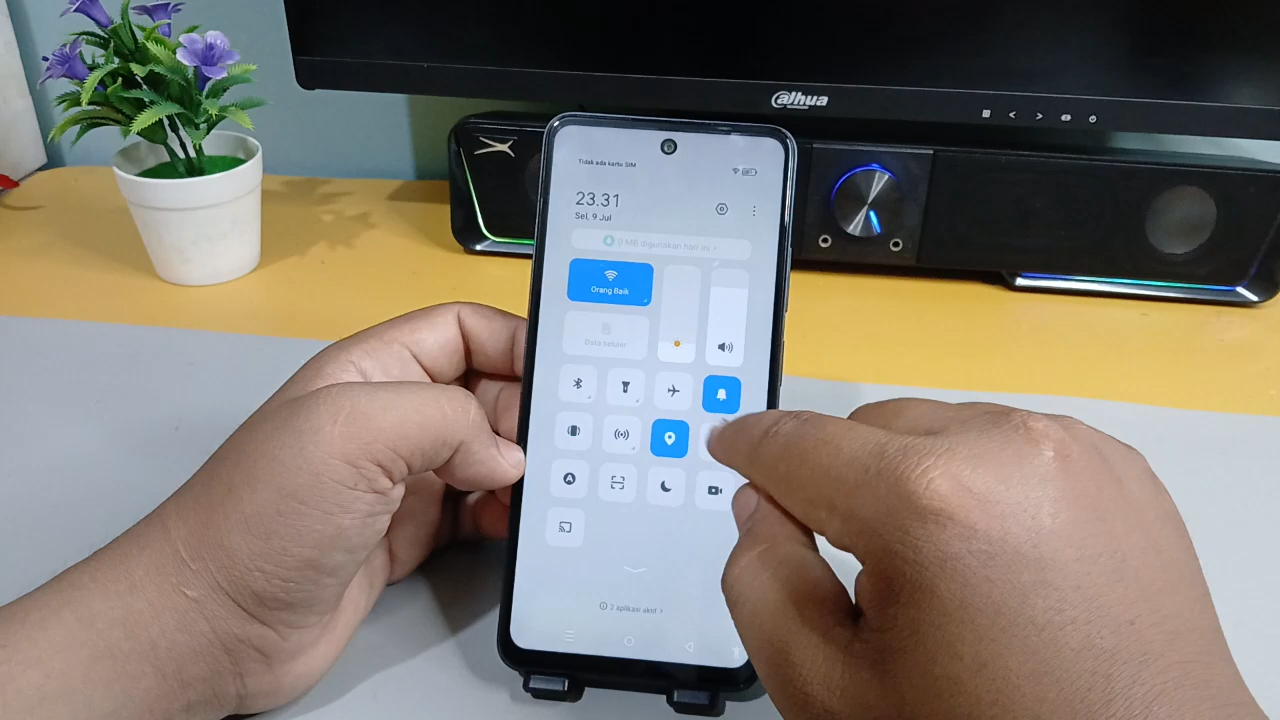 alhua
Tidak ada kartu SIM
23.31
Sel, 9 Jul
0 MB digunakan hari ini >
Orang Baik
Data seluler
A
2 aplikasi aktif >